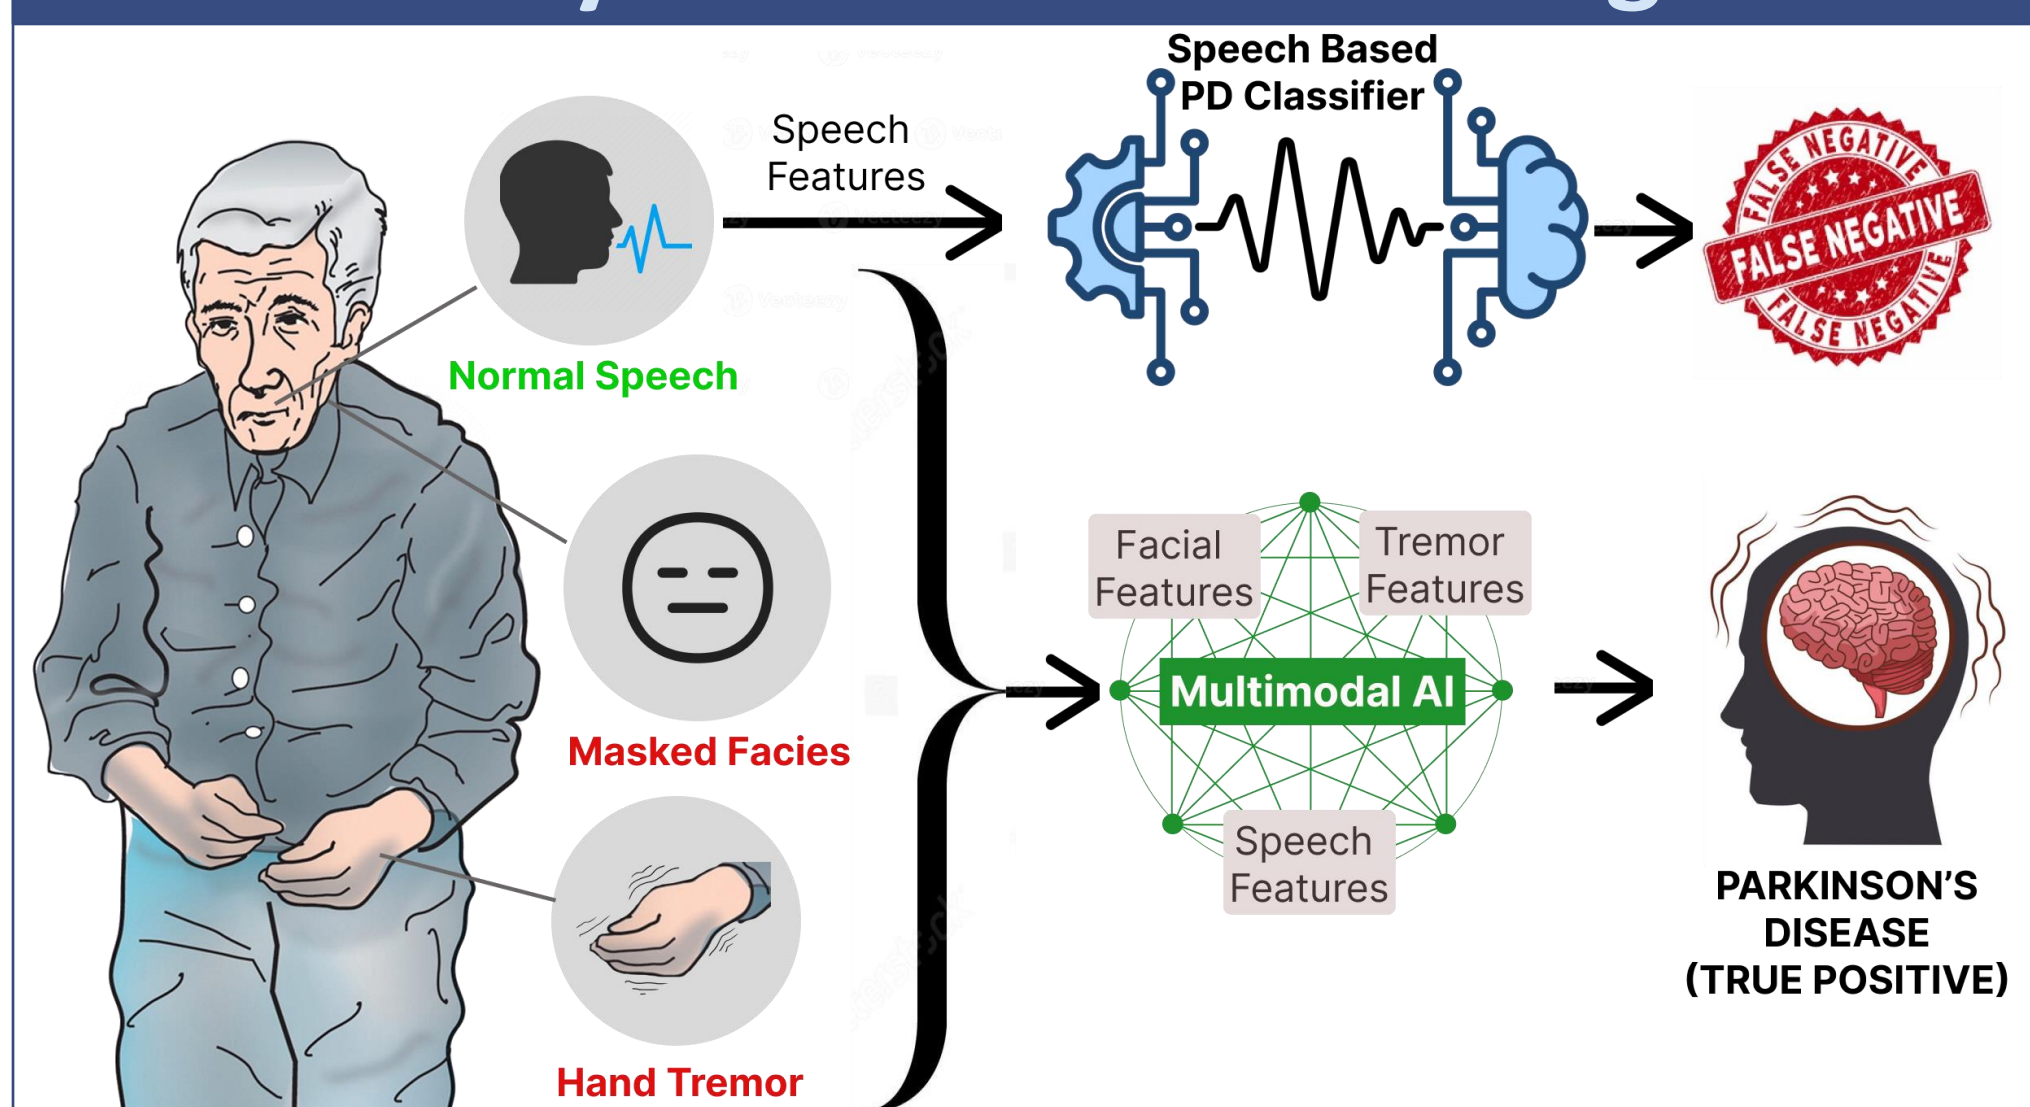 Speech Based
PD Classifier
Speech
Features
FALSE NEGATIVE
FALSE NEGATIVE
FALSE NEGATIVE
Normal Speech
Facial
Features
Tremor
Features
Multimodal AI
Masked Facies
Speech
Features
PARKINSON'S
DISEASE
(TRUE POSITIVE)
Hand Tremor